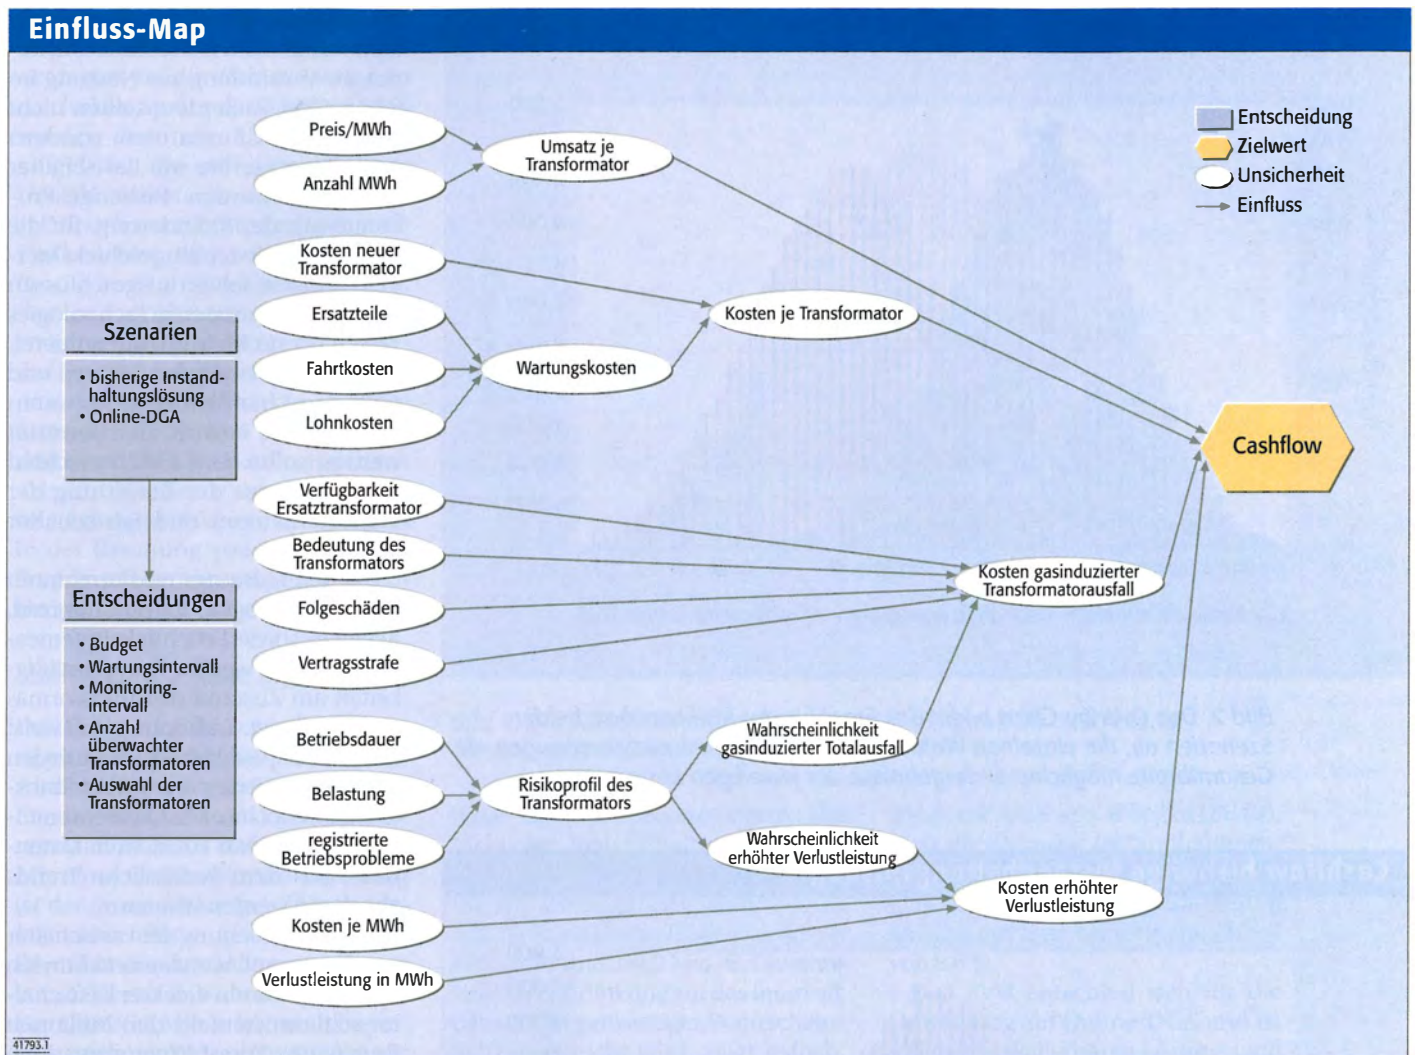 Einfluss-Map
Entscheidung
Zielwert
Unsicherheit
Einfluss
Preis/MWh
Anzahl MWh
Umsatz je
Transformator
Kosten neuer
Transformator
Ersatzteile
Fahrtkosten
Lohnkosten
Wartungskosten
Kosten je Transformator
Szenarien
• bisherige Instand-
haltungslösung
• Online-DGA
Cashflow
Verfügbarkeit
Ersatztransformator
Bedeutung des
Transformators
Folgeschäden
Vertragsstrafe
Kosten gasinduzierter
Transformatorausfall
Entscheidungen
• Budget
• Wartungsintervall
• Monitoring-
intervall
• Anzahl
überwachter
Transformatoren
• Auswahl der
Transformatoren
Betriebsdauer
Belastung
registrierte
Betriebsprobleme
Risikoprofil des
Transformators
Wahrscheinlichkeit
gasinduzierter Totalausfall
Wahrscheinlichkeit
erhöhter Verlustleistung
Kosten je MWh
Verlustleistung in MWh
Kosten erhöhter
Verlustleistung
41793.1